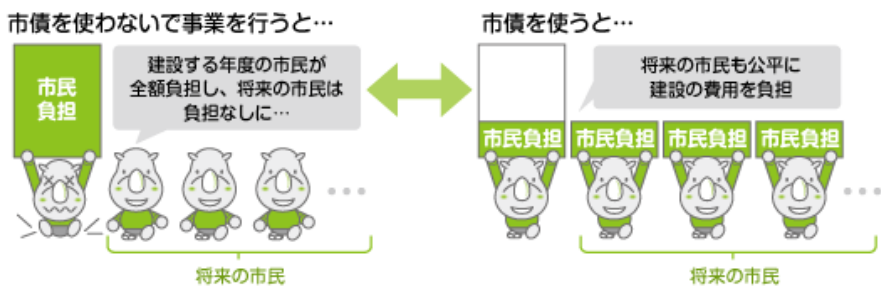 市債を使わないで事業を行うと…
建設する年度の市民が
全額負担し、将来の市民は
負担なしに…
市民
負担
将来の市民
市債を使うと…
将来の市民も公平に
建設の費用を負担
市民負担 市民負担 市民負担 市民負担
将来の市民